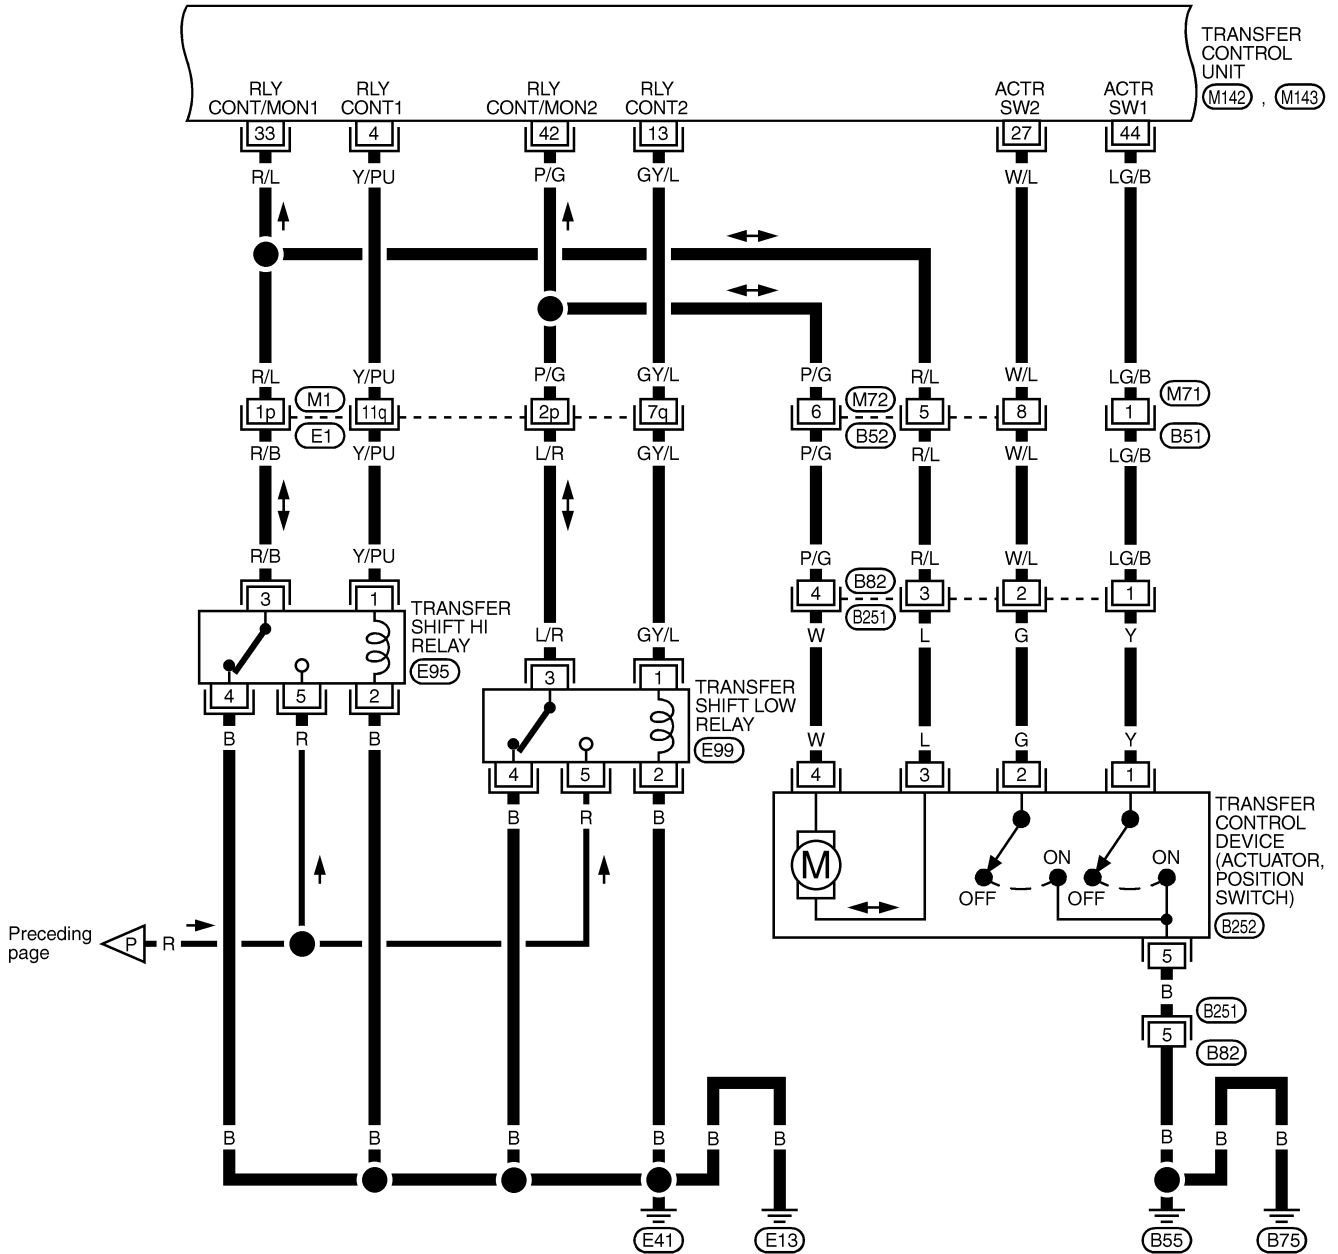 TRANSFER
CONTROL
UNIT
M142 , M143
RLY
CONT/MON1
RLY
CONT1
RLY
CONT/MON2
RLY
CONT2
ACTR
SW2
ACTR
SW1
33 4 42 13 27 44
R/L Y/PU P/G GY/L W/L LG/B
R/L Y/PU P/G GY/L P/G R/L W/L LG/B
M1 M72 M71
1p 11q 2p 7q 6 5 8 1
E1 B52 B51
R/B Y/PU L/R GY/L P/G R/L W/L LG/B
R/B Y/PU P/G R/L W/L LG/B
B82
3 1 4 3 2 1
B251
TRANSFER
SHIFT HI
RELAY
E95
L/R GY/L W L G Y
3 1
4 5 2
TRANSFER
SHIFT LOW
RELAY
E99
B R B W L G Y
4 5 2 4 3 2 1
B R B
TRANSFER
CONTROL
DEVICE
(ACTUATOR,
POSITION
SWITCH)
B252
M
ON ON
OFF OFF
Preceding
page
P R
5
B
B251
5
B82
B B B B B B B B B
E41 E13 B55 B75